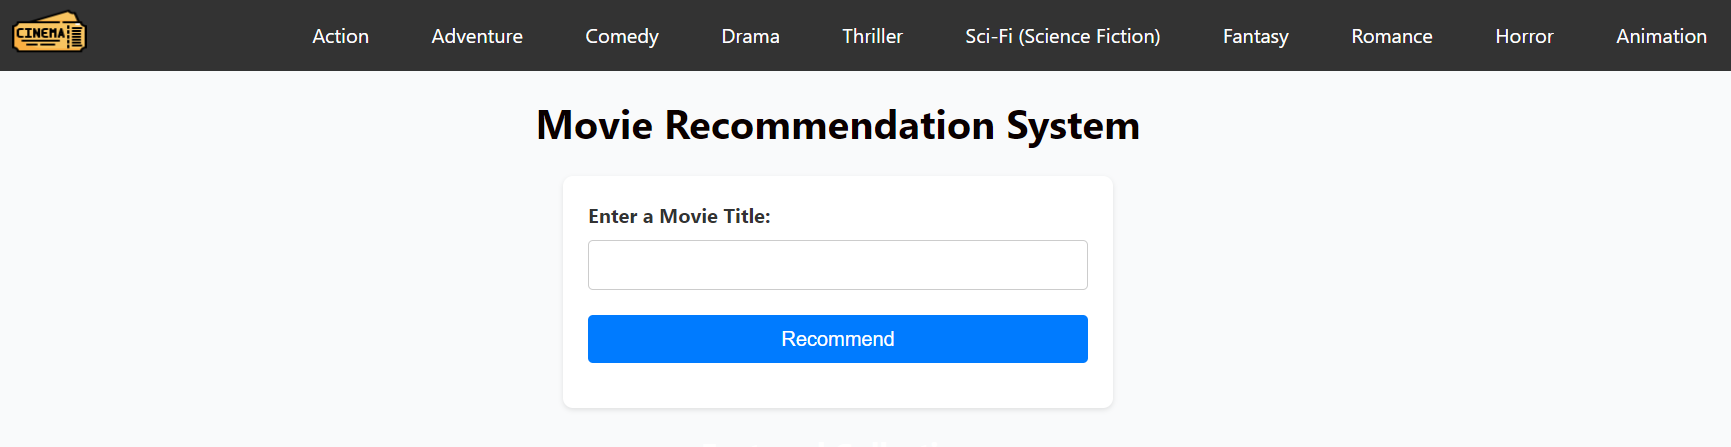 CINEMA
Action Adventure Comedy Drama Thriller Sci-Fi (Science Fiction) Fantasy Romance Horror Animation
Movie Recommendation System
Enter a Movie Title:
Recommend